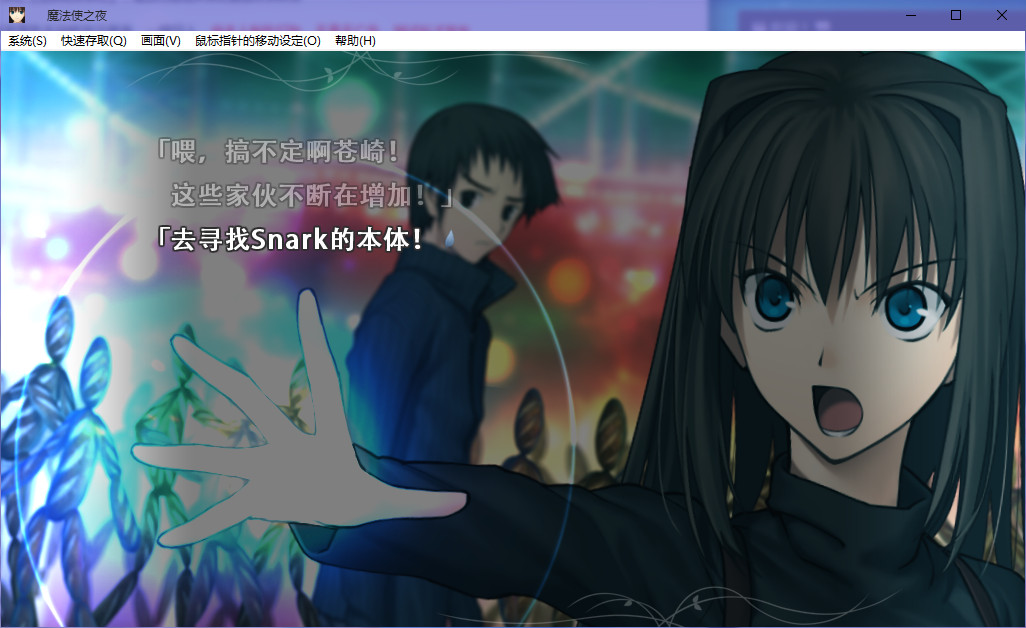 魔法使之夜
系统(S) 快速存取(Q) 画面(V) 鼠标指针的移动设定(O) 帮助(H)
「喂，搞不定啊苍崎！
这些家伙不断在增加！」
「去寻找Snark的本体！